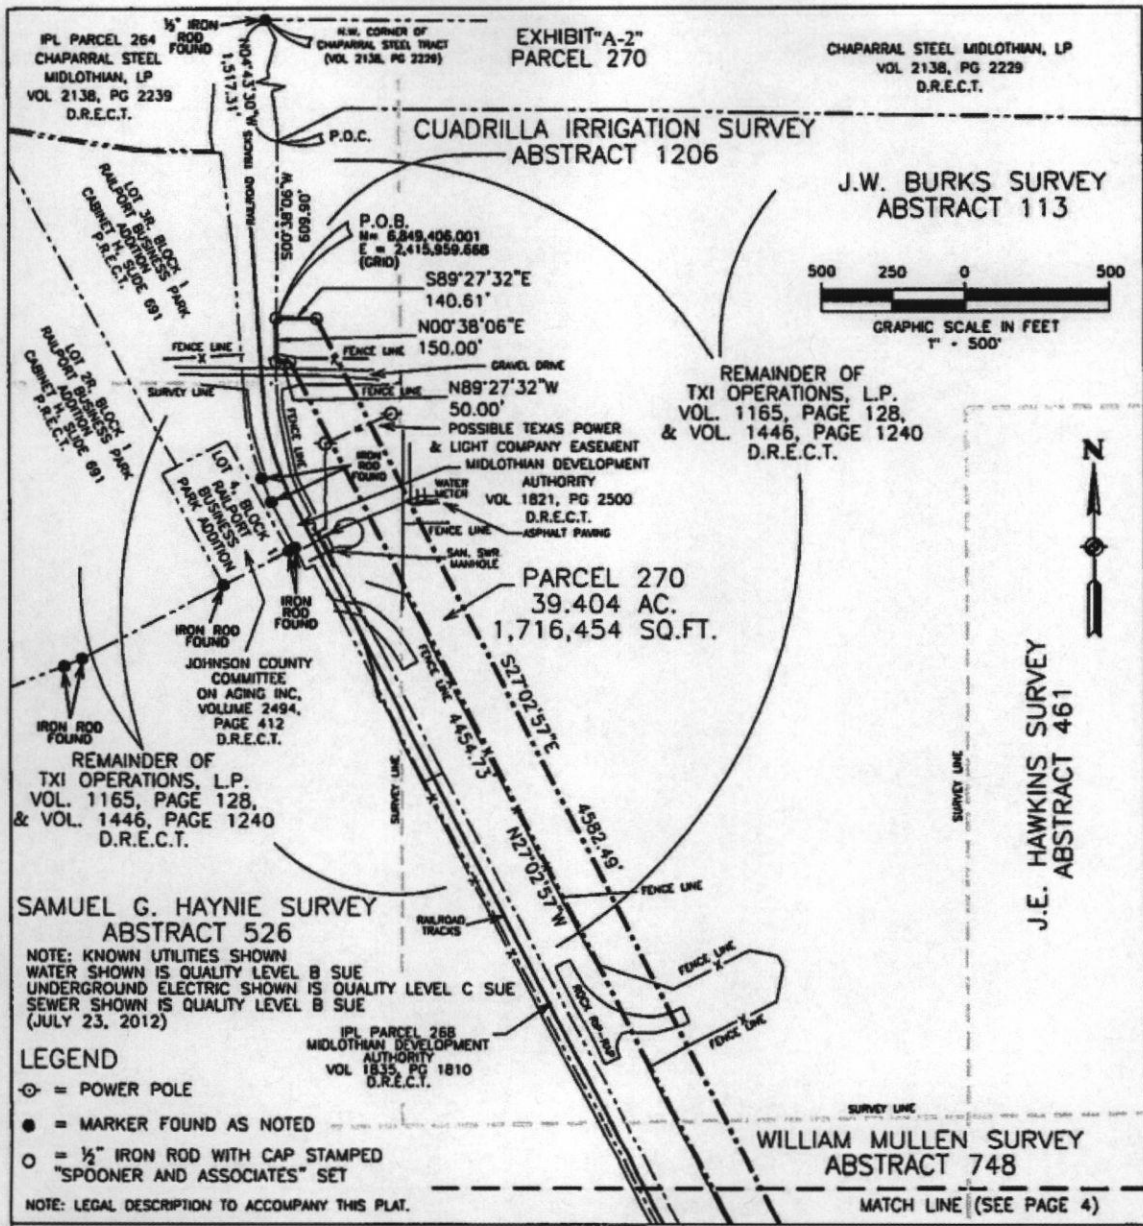 ½" IRON
ROD
FOUND
N.W. CORNER OF
CHAPARRAL STEEL TRACT
(VOL 2138, PG 2229)
EXHIBIT "A-2"
PARCEL 270
IPL PARCEL 264
CHAPARRAL STEEL
MIDLOTHIAN, LP
VOL 2138, PG 2239
D.R.E.C.T.
CHAPARRAL STEEL MIDLOTHIAN, LP
VOL 2138, PG 2229
D.R.E.C.T.
N04°43'30"W
1,517.31'
RAILROAD TRACKS
P.O.C.
CUADRILLA IRRIGATION SURVEY
ABSTRACT 1206
J.W. BURKS SURVEY
ABSTRACT 113
S00°38'06"W
609.90'
P.O.B.
N= 6,849,406.001
E = 2,415,959.668
(GRID)
S89°27'32"E
140.61'
N00°38'06"E
150.00'
N89°27'32"W
50.00'
500 250 0 500
GRAPHIC SCALE IN FEET
1" - 500'
LOT 3R, BLOCK 1
RAILPORT BUSINESS PARK
ADDITION
CABINET H, SLIDE 691
P.R.E.C.T.
LOT 2R, BLOCK 1
RAILPORT BUSINESS PARK
ADDITION
CABINET H, SLIDE 691
P.R.E.C.T.
FENCE LINE
FENCE LINE
GRAVEL DRIVE
SURVEY LINE
FENCE LINE
FENCE LINE
POSSIBLE TEXAS POWER
& LIGHT COMPANY EASEMENT
MIDLOTHIAN DEVELOPMENT
AUTHORITY
VOL 1821, PG 2500
D.R.E.C.T.
ASPHALT PAVING
REMAINDER OF
TXI OPERATIONS, L.P.
VOL. 1165, PAGE 128,
& VOL. 1446, PAGE 1240
D.R.E.C.T.
N
IRON
ROD
FOUND
WATER
METER
FENCE LINE
SAN. SWR.
MANHOLE
LOT 4, BLOCK
RAILPORT
BUSINESS
PARK ADDITION
PARCEL 270
39.404 AC.
1,716,454 SQ.FT.
IRON
ROD
FOUND
IRON ROD
FOUND
IRON ROD
FOUND
JOHNSON COUNTY
COMMITTEE
ON AGING INC,
VOLUME 2494,
PAGE 412
D.R.E.C.T.
FENCE LINE
S27°02'57"E
4582.49'
4454.73'
N27°02'57"W
REMAINDER OF
TXI OPERATIONS, L.P.
VOL. 1165, PAGE 128,
& VOL. 1446, PAGE 1240
D.R.E.C.T.
SURVEY LINE
SURVEY LINE
J.E. HAWKINS SURVEY
ABSTRACT 461
FENCE LINE
RAILROAD
TRACKS
SAMUEL G. HAYNIE SURVEY
ABSTRACT 526
NOTE: KNOWN UTILITIES SHOWN
WATER SHOWN IS QUALITY LEVEL B SUE
UNDERGROUND ELECTRIC SHOWN IS QUALITY LEVEL C SUE
SEWER SHOWN IS QUALITY LEVEL B SUE
(JULY 23, 2012)
FENCE LINE
ROCK RIP-RAP
FENCE LINE
IPL PARCEL 268
MIDLOTHIAN DEVELOPMENT
AUTHORITY
VOL 1835, PG 1810
D.R.E.C.T.
LEGEND
= POWER POLE
= MARKER FOUND AS NOTED
= ½" IRON ROD WITH CAP STAMPED
"SPOONER AND ASSOCIATES" SET
SURVEY LINE
WILLIAM MULLEN SURVEY
ABSTRACT 748
NOTE: LEGAL DESCRIPTION TO ACCOMPANY THIS PLAT.
MATCH LINE (SEE PAGE 4)